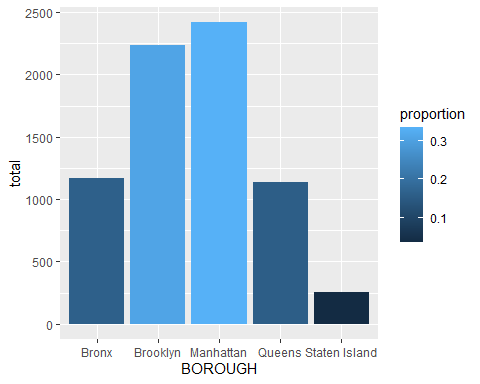 2500
2000
1500
1000
500
0
total
Bronx Brooklyn Manhattan Queens Staten Island
BOROUGH
proportion
0.3
0.2
0.1